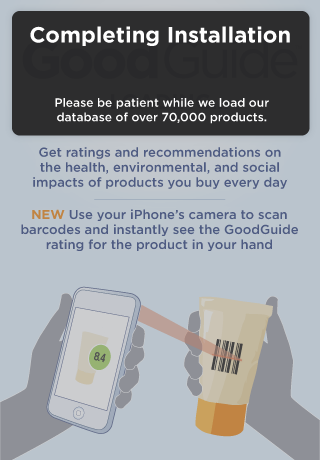 Completing Installation
GoodGuide
Please be patient while we load our
database of over 70,000 products.
Get ratings and recommendations on
the health, environmental, and social
impacts of products you buy every day
NEW Use your iPhone's camera to scan
barcodes and instantly see the GoodGuide
rating for the product in your hand
8.4